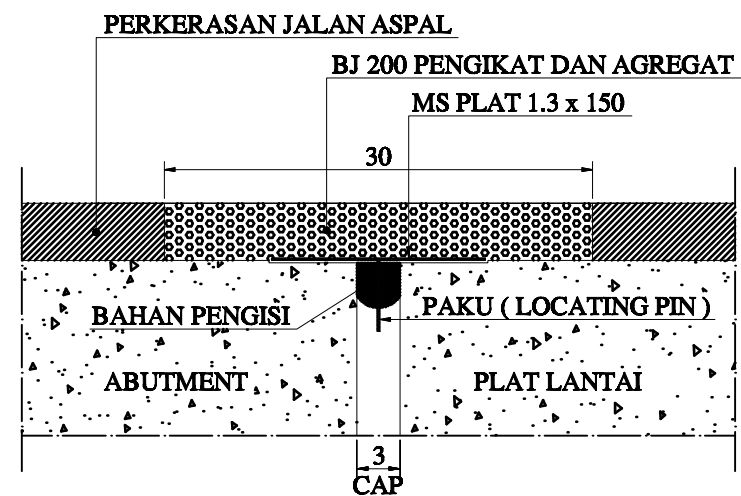 PERKERASAN JALAN ASPAL
BJ 200 PENGIKAT DAN AGREGAT
MS PLAT 1.3 x 150
30
BAHAN PENGISI
PAKU ( LOCATING PIN )
ABUTMENT
PLAT LANTAI
3
CAP